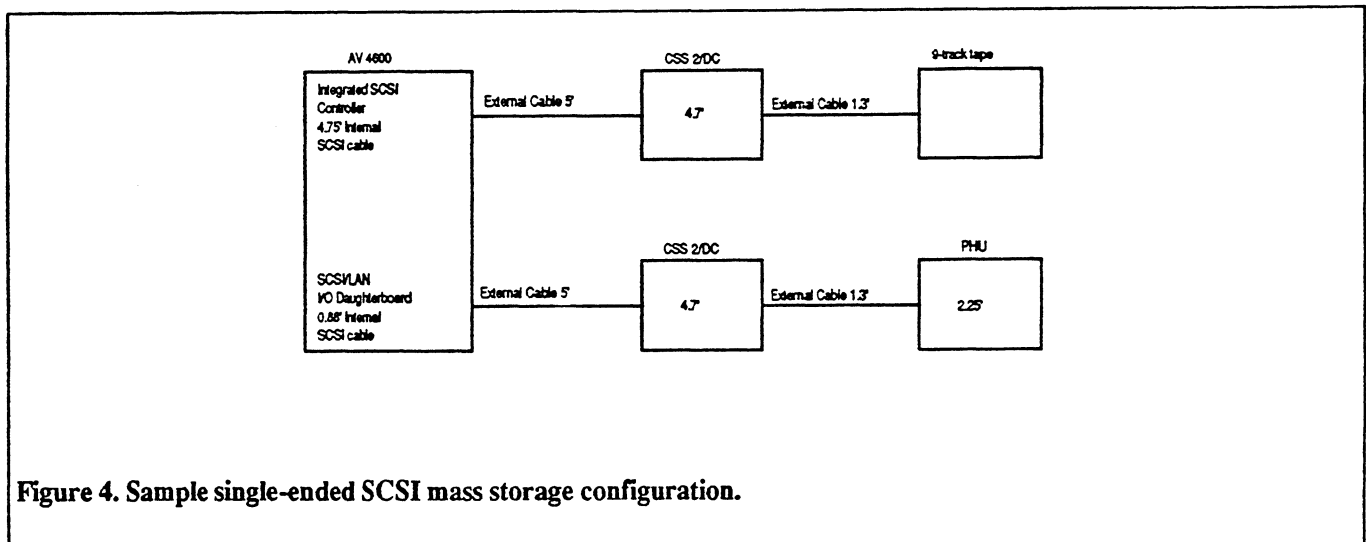 AV 4600
Integrated SCSI
Controller
4.75' Internal
SCSI cable
External Cable 5'
CSS 2/DC
4.7'
External Cable 1.3'
9-track tape
SCSI/LAN
I/O Daughterboard
0.88' Internal
SCSI cable
External Cable 5'
CSS 2/DC
4.7'
External Cable 1.3'
PHU
2.25'
Figure 4. Sample single-ended SCSI mass storage configuration.